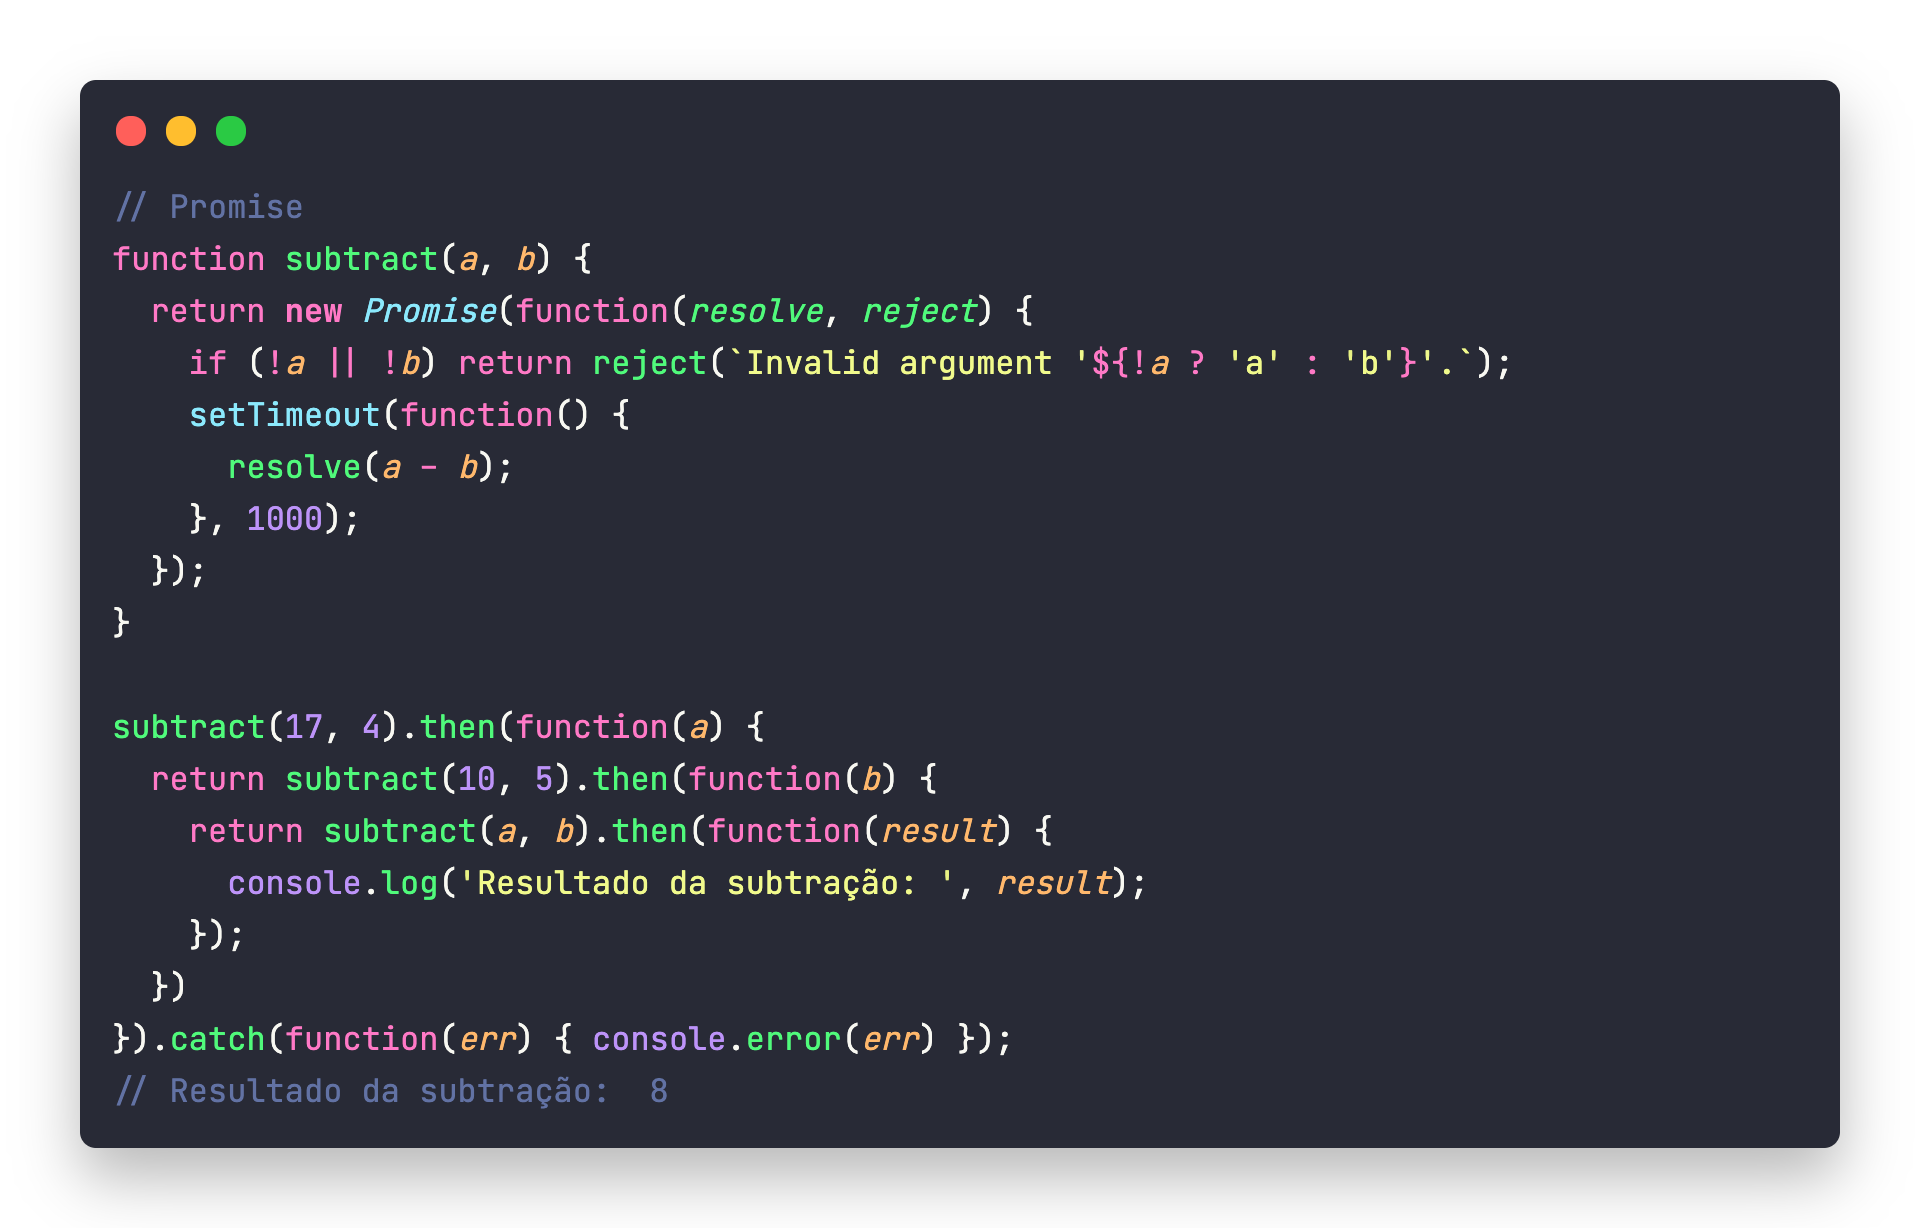 // Promise
function subtract(a, b) {
  return new Promise(function(resolve, reject) {
    if (!a || !b) return reject(`Invalid argument '${!a ? 'a' : 'b'}'.`);
    setTimeout(function() {
      resolve(a - b);
    }, 1000);
  });
}

subtract(17, 4).then(function(a) {
  return subtract(10, 5).then(function(b) {
    return subtract(a, b).then(function(result) {
      console.log('Resultado da subtração: ', result);
    });
  })
}).catch(function(err) { console.error(err) });
// Resultado da subtração:  8